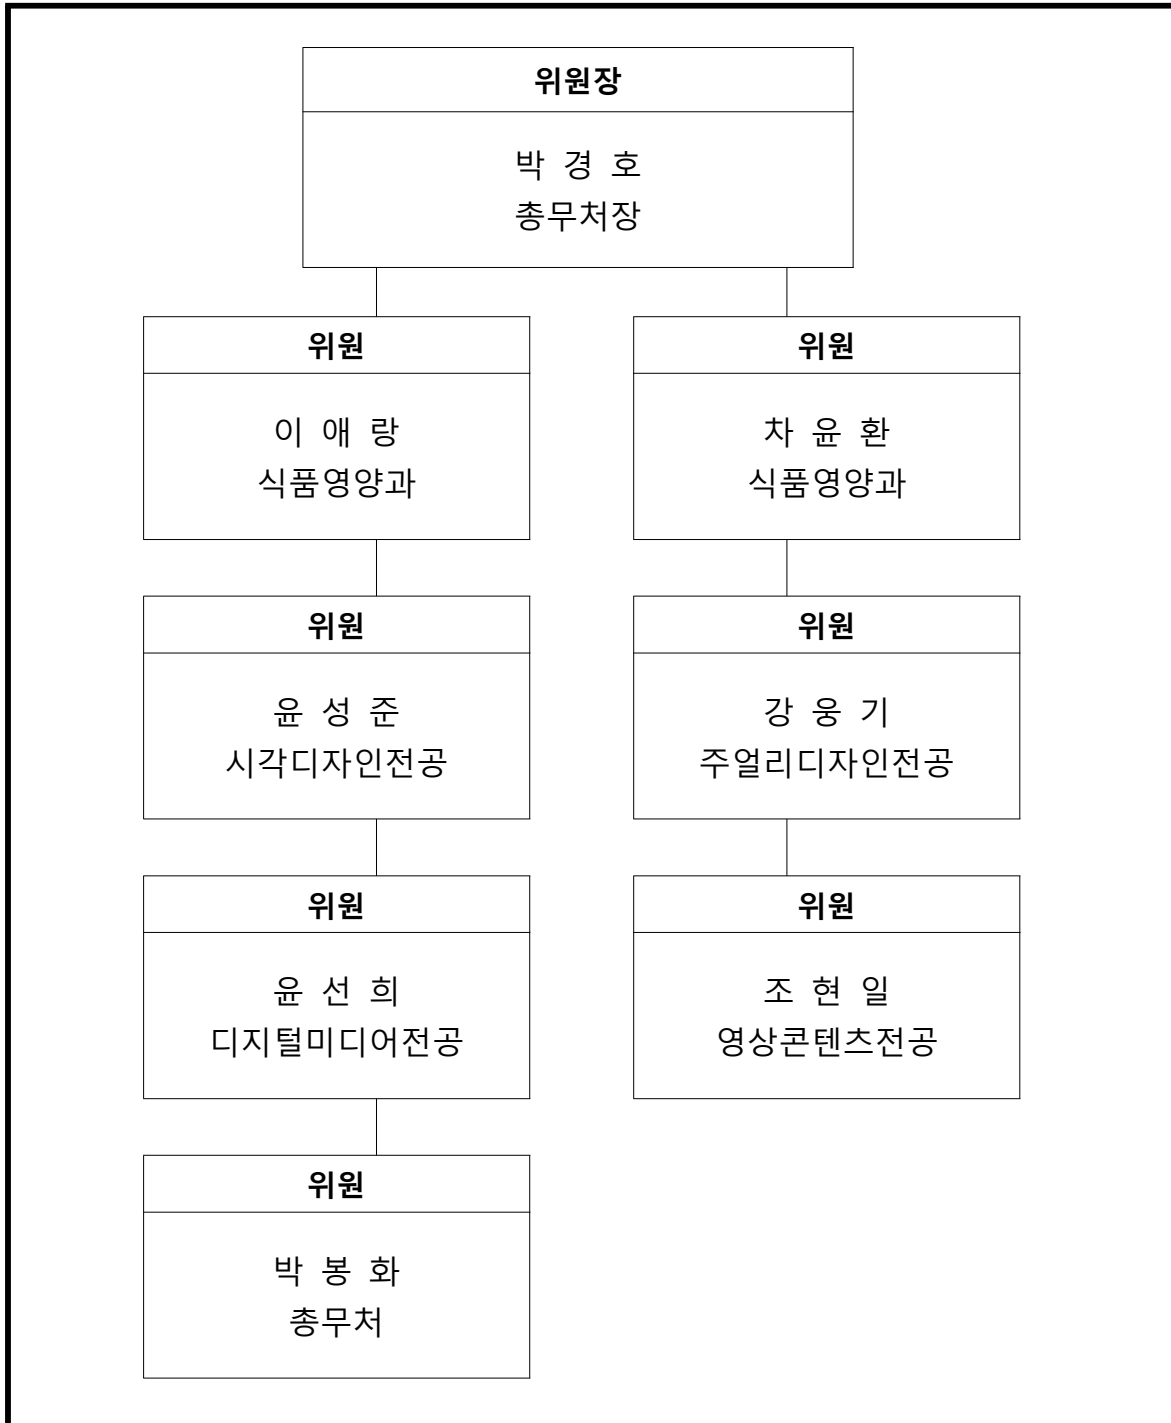 위원장
박 경 호
총무처장
위원
이 애 랑
식품영양과
위원
차 윤 환
식품영양과
위원
윤 성 준
시각디자인전공
위원
강 웅 기
주얼리디자인전공
위원
윤 선 희
디지털미디어전공
위원
조 현 일
영상콘텐츠전공
위원
박 봉 화
총무처